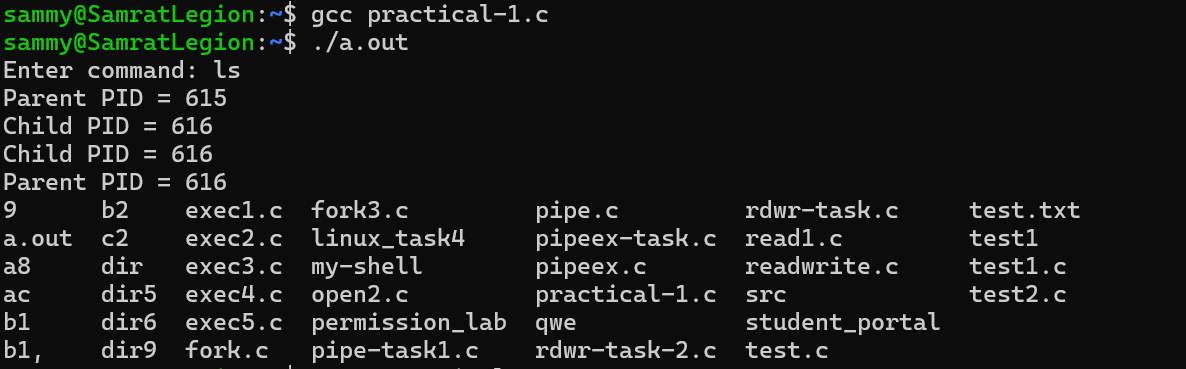 sammy@SamratLegion:~$ gcc practical-1.c
sammy@SamratLegion:~$ ./a.out
Enter command: ls
Parent PID = 615
Child PID = 616
Child PID = 616
Parent PID = 616
9 b2 exec1.c fork3.c pipe.c rdwr-task.c test.txt
a.out c2 exec2.c linux_task4 pipeex-task.c read1.c test1
a8 dir exec3.c my-shell pipeex.c readwrite.c test1.c
ac dir5 exec4.c open2.c practical-1.c src test2.c
b1 dir6 exec5.c permission_lab qwe student_portal
b1, dir9 fork.c pipe-task1.c rdwr-task-2.c test.c